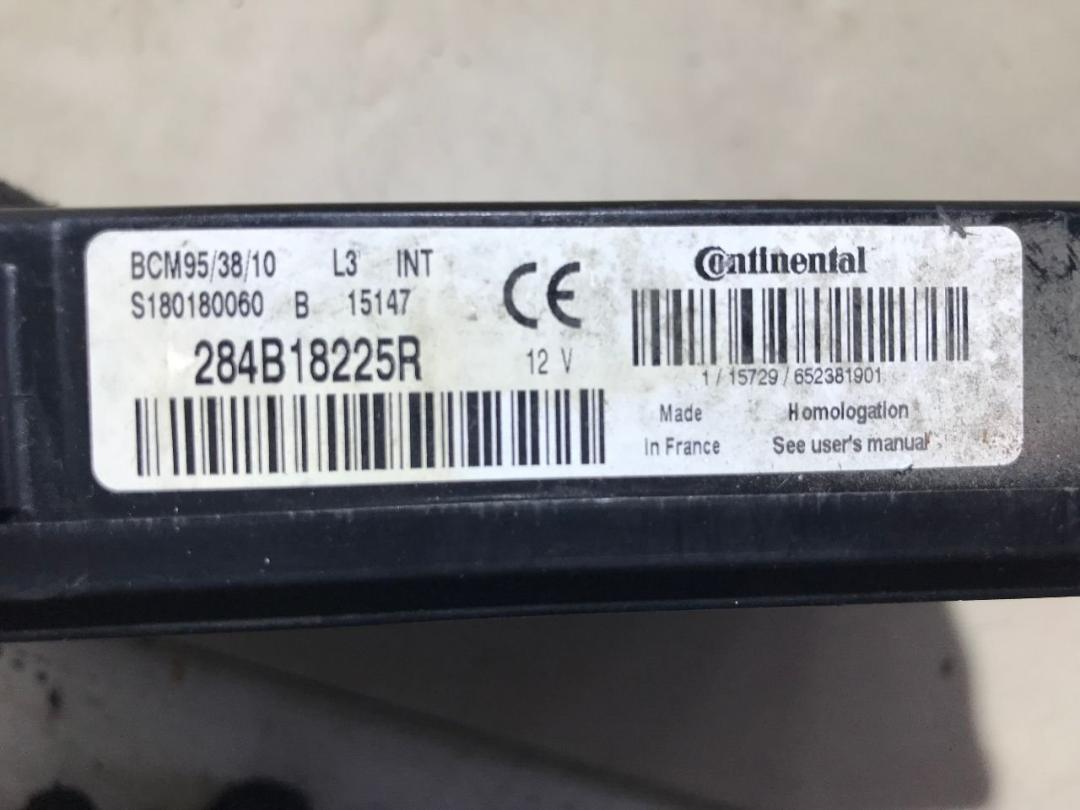 BCM95/38/10 L3 INT
S180180060 B 15147
284B18225R
CE
12 V
Continental
1 / 15729 / 652381901
Made
In France
Homologation
See user's manual